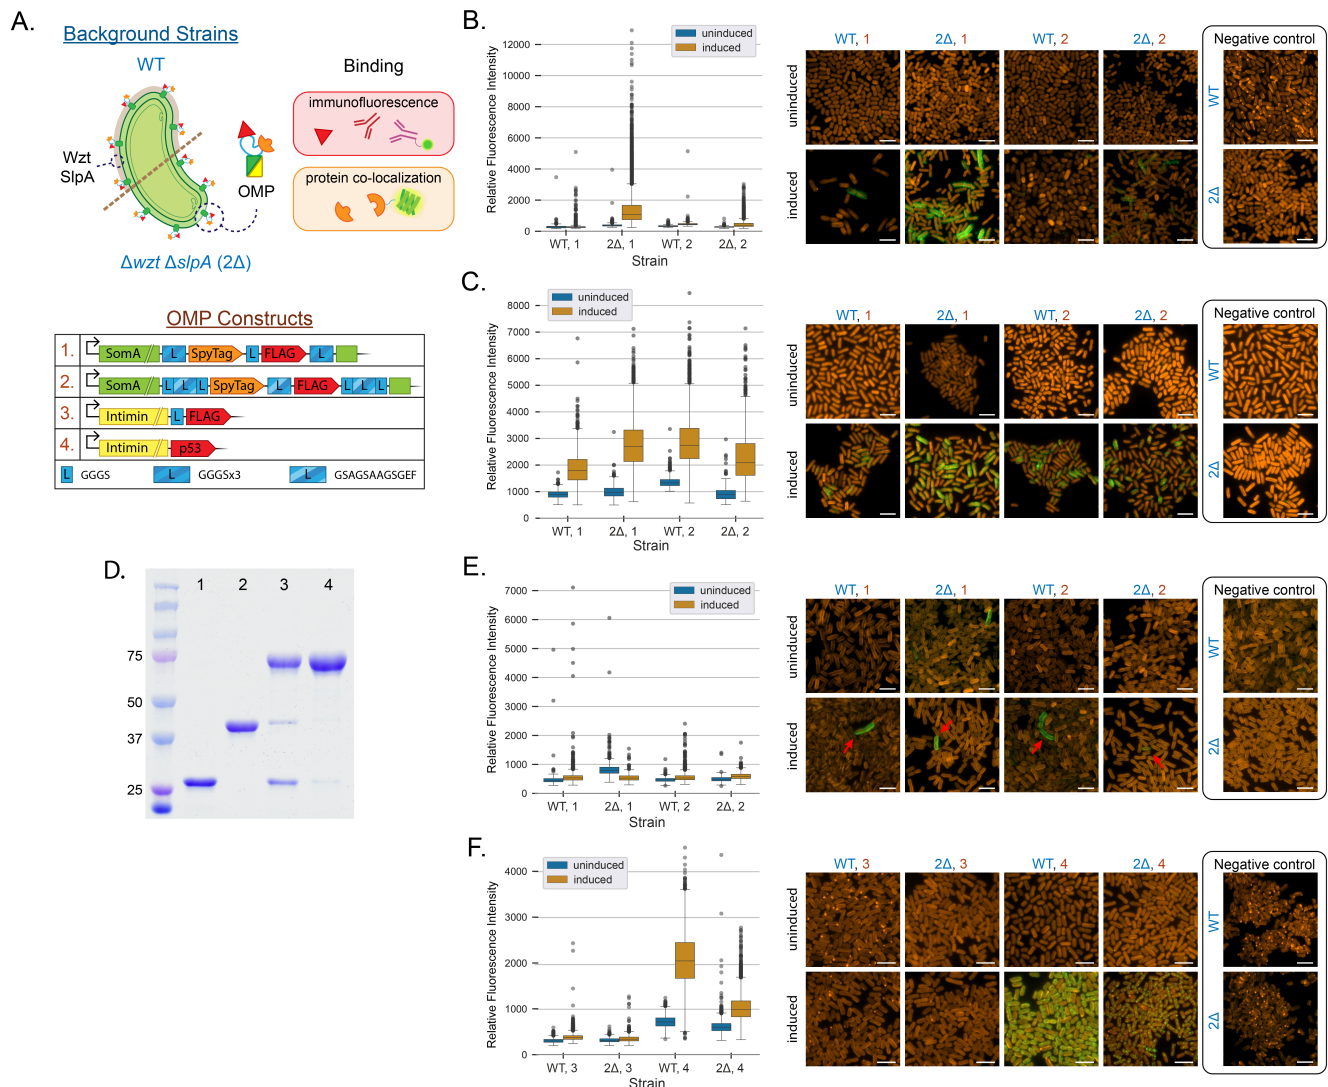 A.
Background Strains
WT
Wzt
SlpA
OMP
Δwzt ΔslpA (2Δ)
Binding
immunofluorescence
protein co-localization
OMP Constructs
1. SomA L SpyTag L FLAG L
2. SomA L L L SpyTag L FLAG L L L
3. Intimin L FLAG
4. Intimin p53
L GGGS L GGGSx3 L GSAGSAAGSGEF
B.
Relative Fluorescence Intensity
12000
10000
8000
6000
4000
2000
0
uninduced
induced
WT, 1 2Δ, 1 WT, 2 2Δ, 2
Strain
WT, 1 2Δ, 1 WT, 2 2Δ, 2
uninduced
induced
Negative control
WT
2Δ
C.
Relative Fluorescence Intensity
8000
7000
6000
5000
4000
3000
2000
1000
0
uninduced
induced
WT, 1 2Δ, 1 WT, 2 2Δ, 2
Strain
WT, 1 2Δ, 1 WT, 2 2Δ, 2
uninduced
induced
Negative control
WT
2Δ
D.
1 2 3 4
75
50
37
25
E.
Relative Fluorescence Intensity
7000
6000
5000
4000
3000
2000
1000
0
uninduced
induced
WT, 1 2Δ, 1 WT, 2 2Δ, 2
Strain
WT, 1 2Δ, 1 WT, 2 2Δ, 2
uninduced
induced
Negative control
WT
2Δ
F.
Relative Fluorescence Intensity
4000
3000
2000
1000
0
uninduced
induced
WT, 3 2Δ, 3 WT, 4 2Δ, 4
Strain
WT, 3 2Δ, 3 WT, 4 2Δ, 4
uninduced
induced
Negative control
WT
2Δ